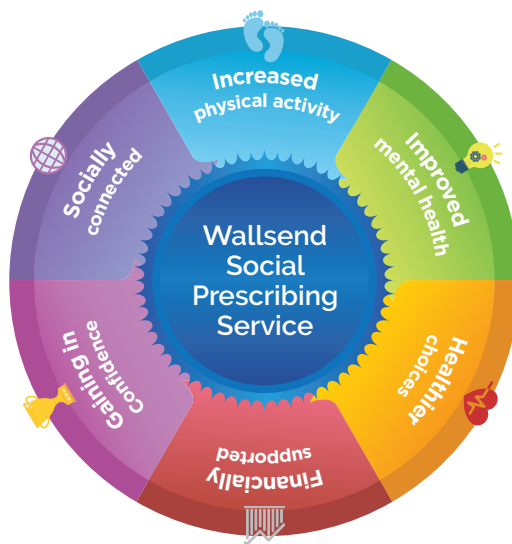 Increased
physical activity
Improved
mental health
Healthier
choices
Financially
supported
Gaining in
Confidence
Socially
connected
Wallsend
Social
Prescribing
Service